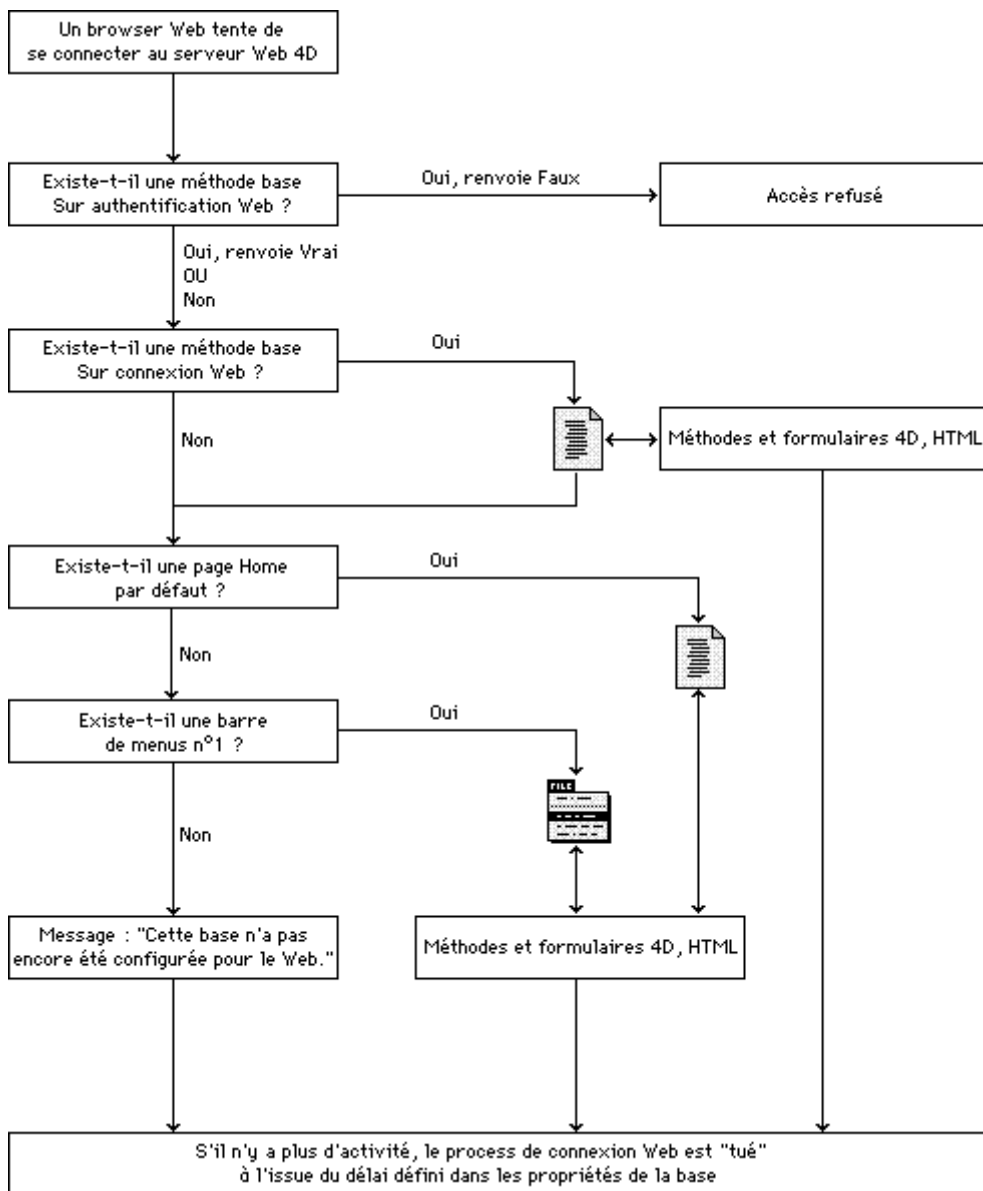 Un browser Web tente de
se connecter au serveur Web 4D
Existe-t-il une méthode base
Sur authentification Web ?
Oui, renvoie Faux
Accès refusé
Oui, renvoie Vrai
OU
Non
Existe-t-il une méthode base
Sur connexion Web ?
Oui
Non
Méthodes et formulaires 4D, HTML
Existe-t-il une page Home
par défaut ?
Oui
Non
Existe-t-il une barre
de menus n°1 ?
Oui
FILE
Non
Message : "Cette base n'a pas
encore été configurée pour le Web."
Méthodes et formulaires 4D, HTML
S'il n'y a plus d'activité, le process de connexion Web est "tué"
à l'issue du délai défini dans les propriétés de la base